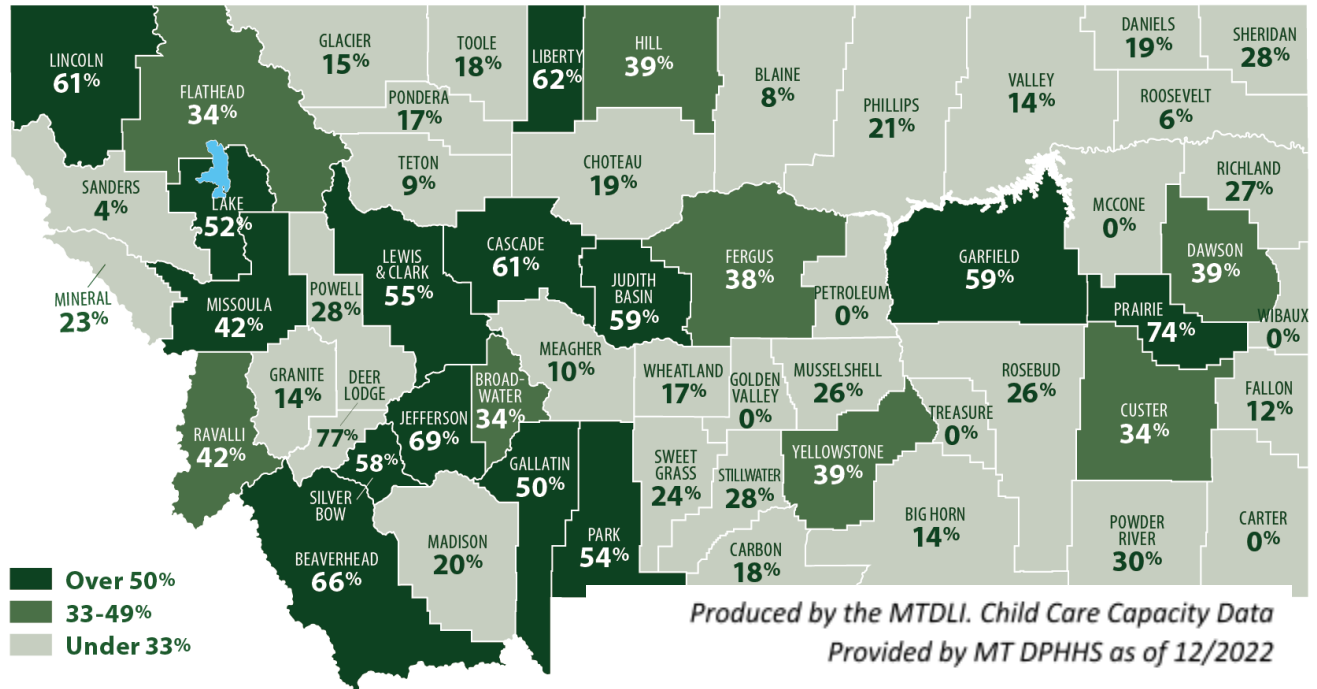 LINCOLN
61%
FLATHEAD
34%
GLACIER
15%
TOOLE
18%
LIBERTY
62%
HILL
39%
BLAINE
8%
PHILLIPS
21%
VALLEY
14%
DANIELS
19%
SHERIDAN
28%
ROOSEVELT
6%
PONDERA
17%
TETON
9%
CHOTEAU
19%
SANDERS
4%
LAKE
52%
MINERAL
23%
MISSOULA
42%
POWELL
28%
LEWIS
& CLARK
55%
CASCADE
61%
JUDITH
BASIN
59%
FERGUS
38%
PETROLEUM
0%
GARFIELD
59%
MCCONE
0%
RICHLAND
27%
DAWSON
39%
PRAIRIE
74%
WIBAUX
0%
RAVALLI
42%
GRANITE
14%
DEER
LODGE
77%
JEFFERSON
69%
BROAD-
WATER
34%
MEAGHER
10%
WHEATLAND
17%
GOLDEN
VALLEY
0%
MUSSELSHELL
26%
TREASURE
0%
ROSEBUD
26%
CUSTER
34%
FALLON
12%
58%
SILVER
BOW
BEAVERHEAD
66%
MADISON
20%
GALLATIN
50%
PARK
54%
SWEET
GRASS
24%
STILLWATER
28%
YELLOWSTONE
39%
CARBON
18%
BIG HORN
14%
POWDER
RIVER
30%
CARTER
0%
Over 50%
33-49%
Under 33%
Produced by the MTDLI. Child Care Capacity Data
Provided by MT DPHHS as of 12/2022